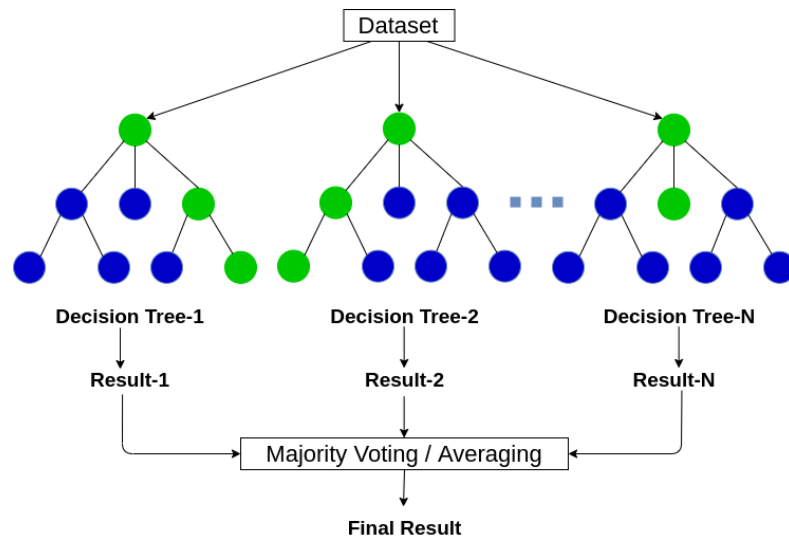 Dataset
Decision Tree-1
Decision Tree-2
Decision Tree-N
Result-1
Result-2
Result-N
Majority Voting / Averaging
Final Result